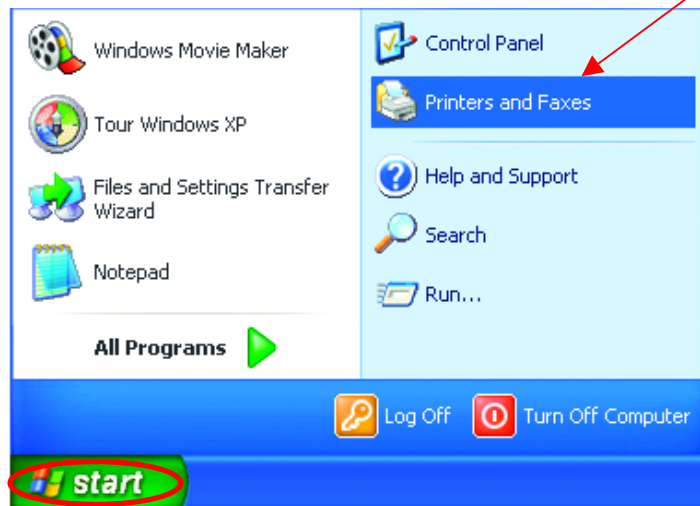 Windows Movie Maker
Tour Windows XP
Files and Settings Transfer
Wizard
Notepad
All Programs
Control Panel
Printers and Faxes
Help and Support
Search
Run...
Log Off
Turn Off Computer
start